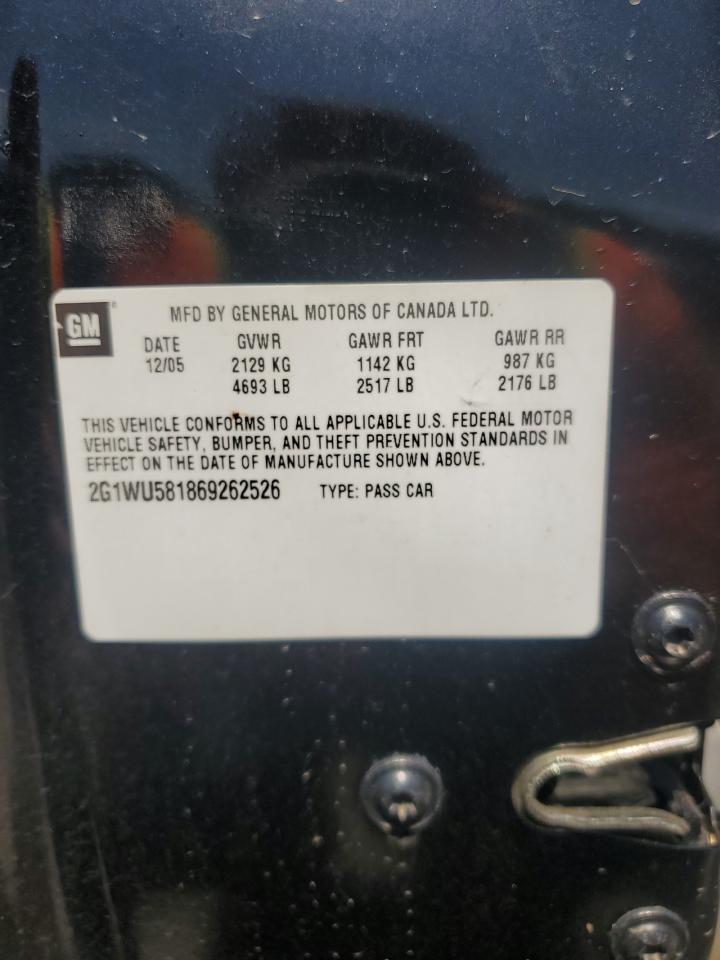 GM
MFD BY GENERAL MOTORS OF CANADA LTD.
DATE GVWR GAWR FRT GAWR RR
12/05 2129 KG 1142 KG 987 KG
4693 LB 2517 LB 2176 LB
THIS VEHICLE CONFORMS TO ALL APPLICABLE U.S. FEDERAL MOTOR
VEHICLE SAFETY, BUMPER, AND THEFT PREVENTION STANDARDS IN
EFFECT ON THE DATE OF MANUFACTURE SHOWN ABOVE.
2G1WU581869262526 TYPE: PASS CAR